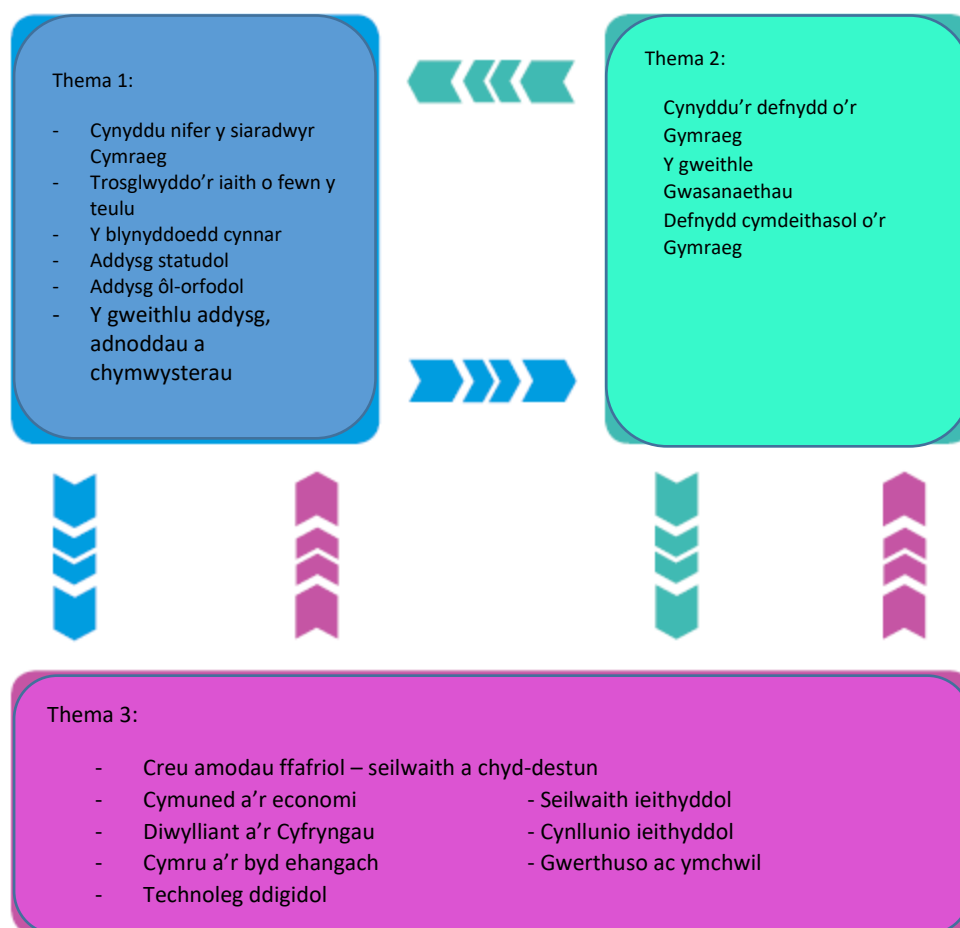 Thema 1:
- Cynyddu nifer y siaradwyr
Cymraeg
- Trosglwyddo'r iaith o fewn y
teulu
- Y blynyddoedd cynnar
- Addysg statudol
- Addysg ôl-orfodol
- Y gweithlu addysg,
adnoddau a
chymwysterau
Thema 2:
Cynyddu'r defnydd o'r
Gymraeg
Y gweithle
Gwasanaethau
Defnydd cymdeithasol o'r
Gymraeg
Thema 3:
- Creu amodau ffafriol – seilwaith a chyd-destun
- Cymuned a'r economi - Seilwaith ieithyddol
- Diwylliant a'r Cyfryngau - Cynllunio ieithyddol
- Cymru a'r byd ehangach - Gwerthuso ac ymchwil
- Technoleg ddigidol